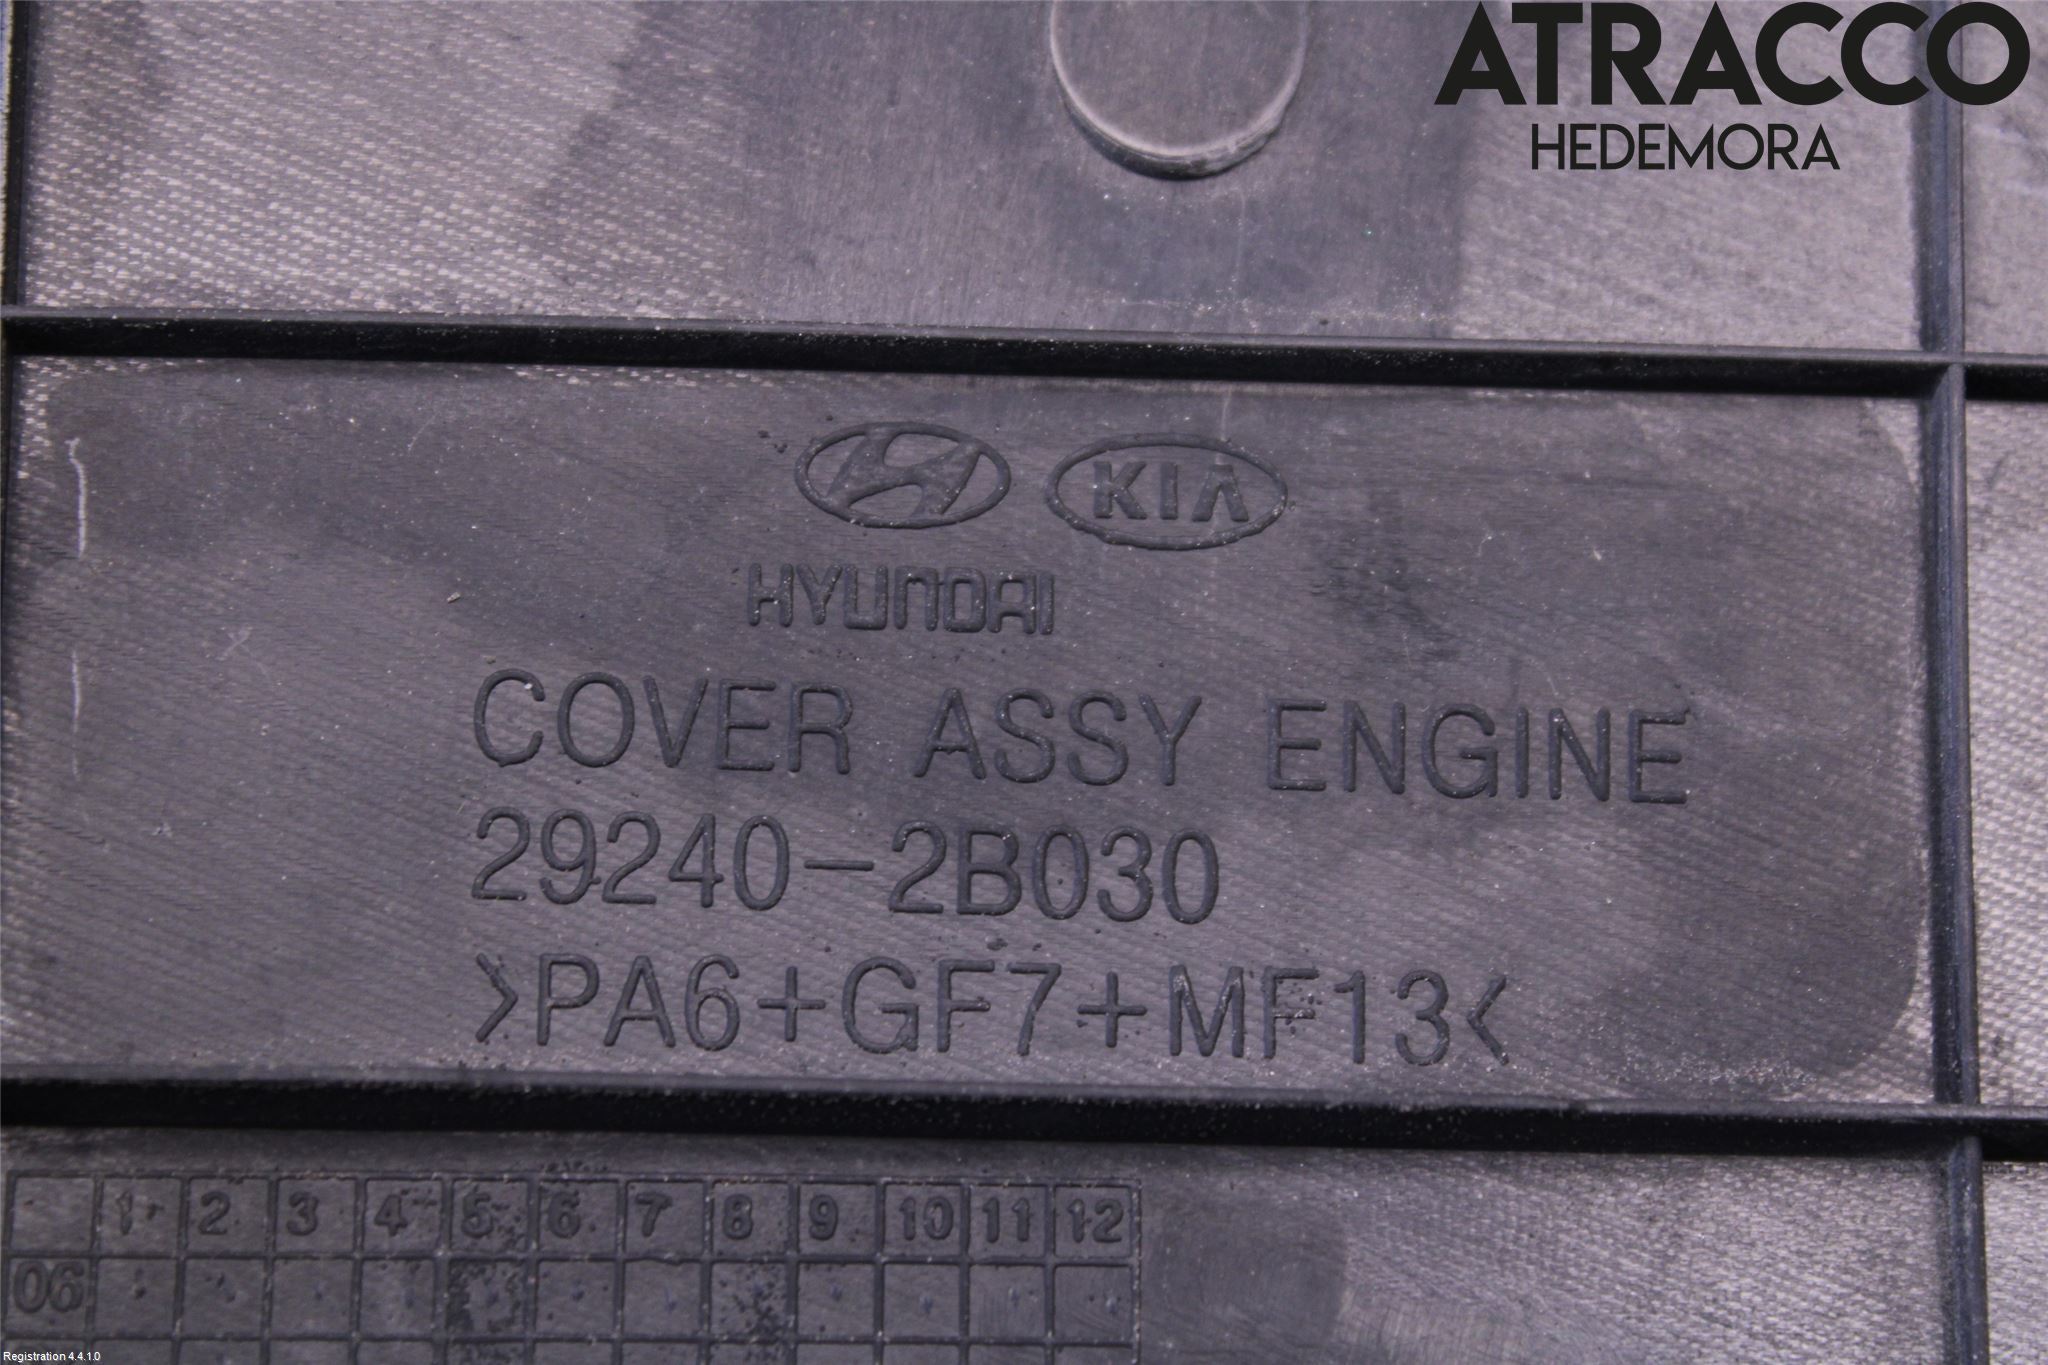 ATRACCO
HEDEMORA
KIA
HYUNDAI
COVER ASSY ENGINE
29240-2B030
>PA6+GF7+MF13<
1 2 3 4 5 6 7 8 9 10 11 12
06
Registration 4.4.1.0